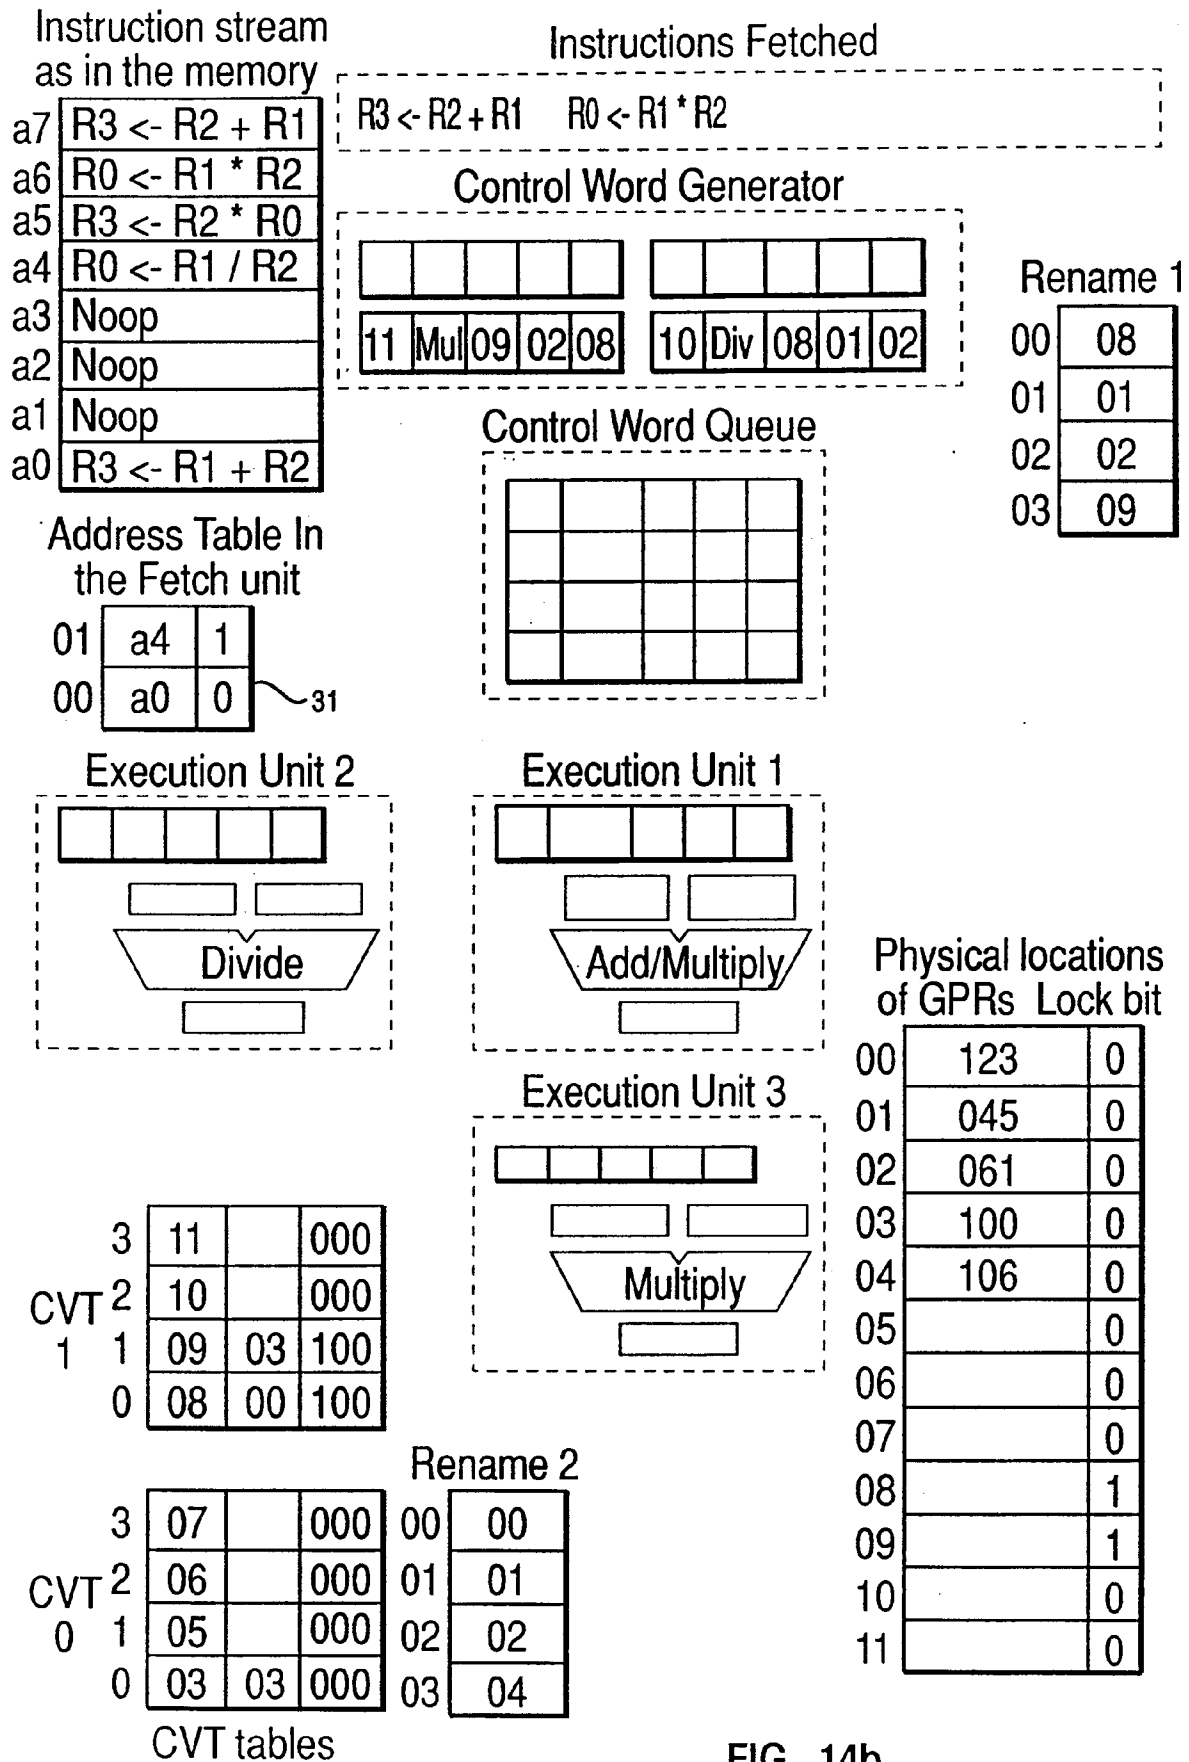 Instruction stream
as in the memory
a7 R3 <- R2 + R1
a6 R0 <- R1 * R2
a5 R3 <- R2 * R0
a4 R0 <- R1 / R2
a3 Noop
a2 Noop
a1 Noop
a0 R3 <- R1 + R2
Instructions Fetched
R3 <- R2 + R1 R0 <- R1 * R2
Control Word Generator
11 Mul 09 02 08 10 Div 08 01 02
Rename 1
00 08
01 01
02 02
03 09
Control Word Queue
Address Table In
the Fetch unit
01 a4 1
00 a0 0
31
Execution Unit 2
Divide
Execution Unit 1
Add/Multiply
Execution Unit 3
Multiply
Physical locations
of GPRs Lock bit
00 123 0
01 045 0
02 061 0
03 100 0
04 106 0
05 0
06 0
07 0
08 1
09 1
10 0
11 0
CVT
1
3 11 000
2 10 000
1 09 03 100
0 08 00 100
CVT
0
3 07 000
2 06 000
1 05 000
0 03 03 000
Rename 2
00 00
01 01
02 02
03 04
CVT tables
FIG. 14b